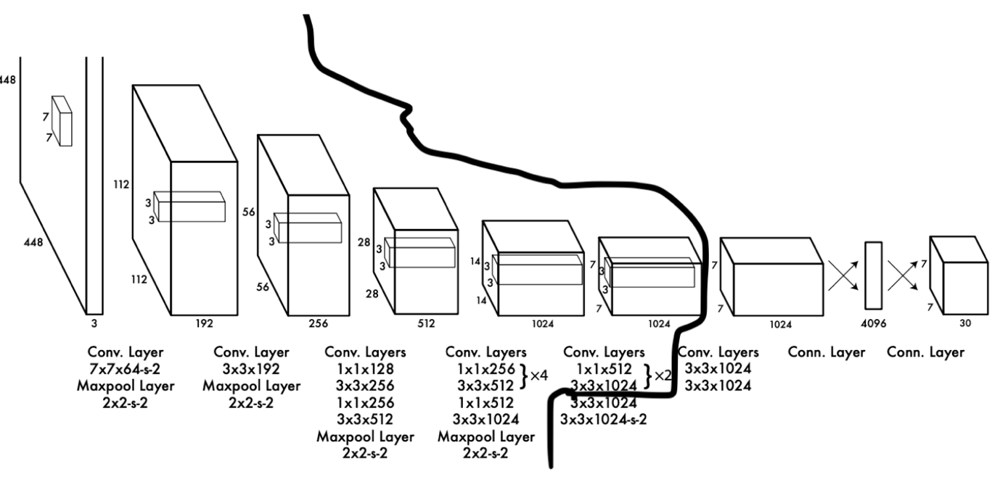 448
7
7
448
3
112
3
3
112
192
56
3
3
56
256
28
3
3
28
512
14
3
3
14
1024
7
3
3
7
1024
7
7
1024
4096
7
7
30
Conv. Layer
7x7x64-s-2
Maxpool Layer
2x2-s-2
Conv. Layer
3x3x192
Maxpool Layer
2x2-s-2
Conv. Layers
1x1x128
3x3x256
1x1x256
3x3x512
Maxpool Layer
2x2-s-2
Conv. Layers
1x1x256
3x3x512
}×4
1x1x512
3x3x1024
Maxpool Layer
2x2-s-2
Conv. Layers
1x1x512
3x3x1024
}×2
3x3x1024
3x3x1024-s-2
Conv. Layers
3x3x1024
3x3x1024
Conn. Layer
Conn. Layer